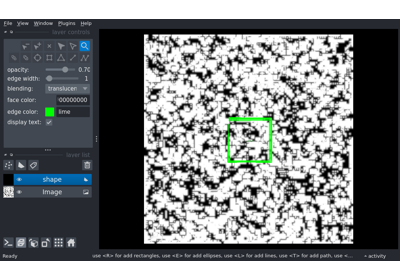 File View Window Plugins Help
layer controls
opacity: 0.70
edge width: 1
blending: translucen
face color: 00000000
edge color: lime
display text:
layer list
shape
Image
Ready
use <R> for add rectangles, use <E> for add ellipses, use <L> for add lines, use <T> for add path, use <...
activity